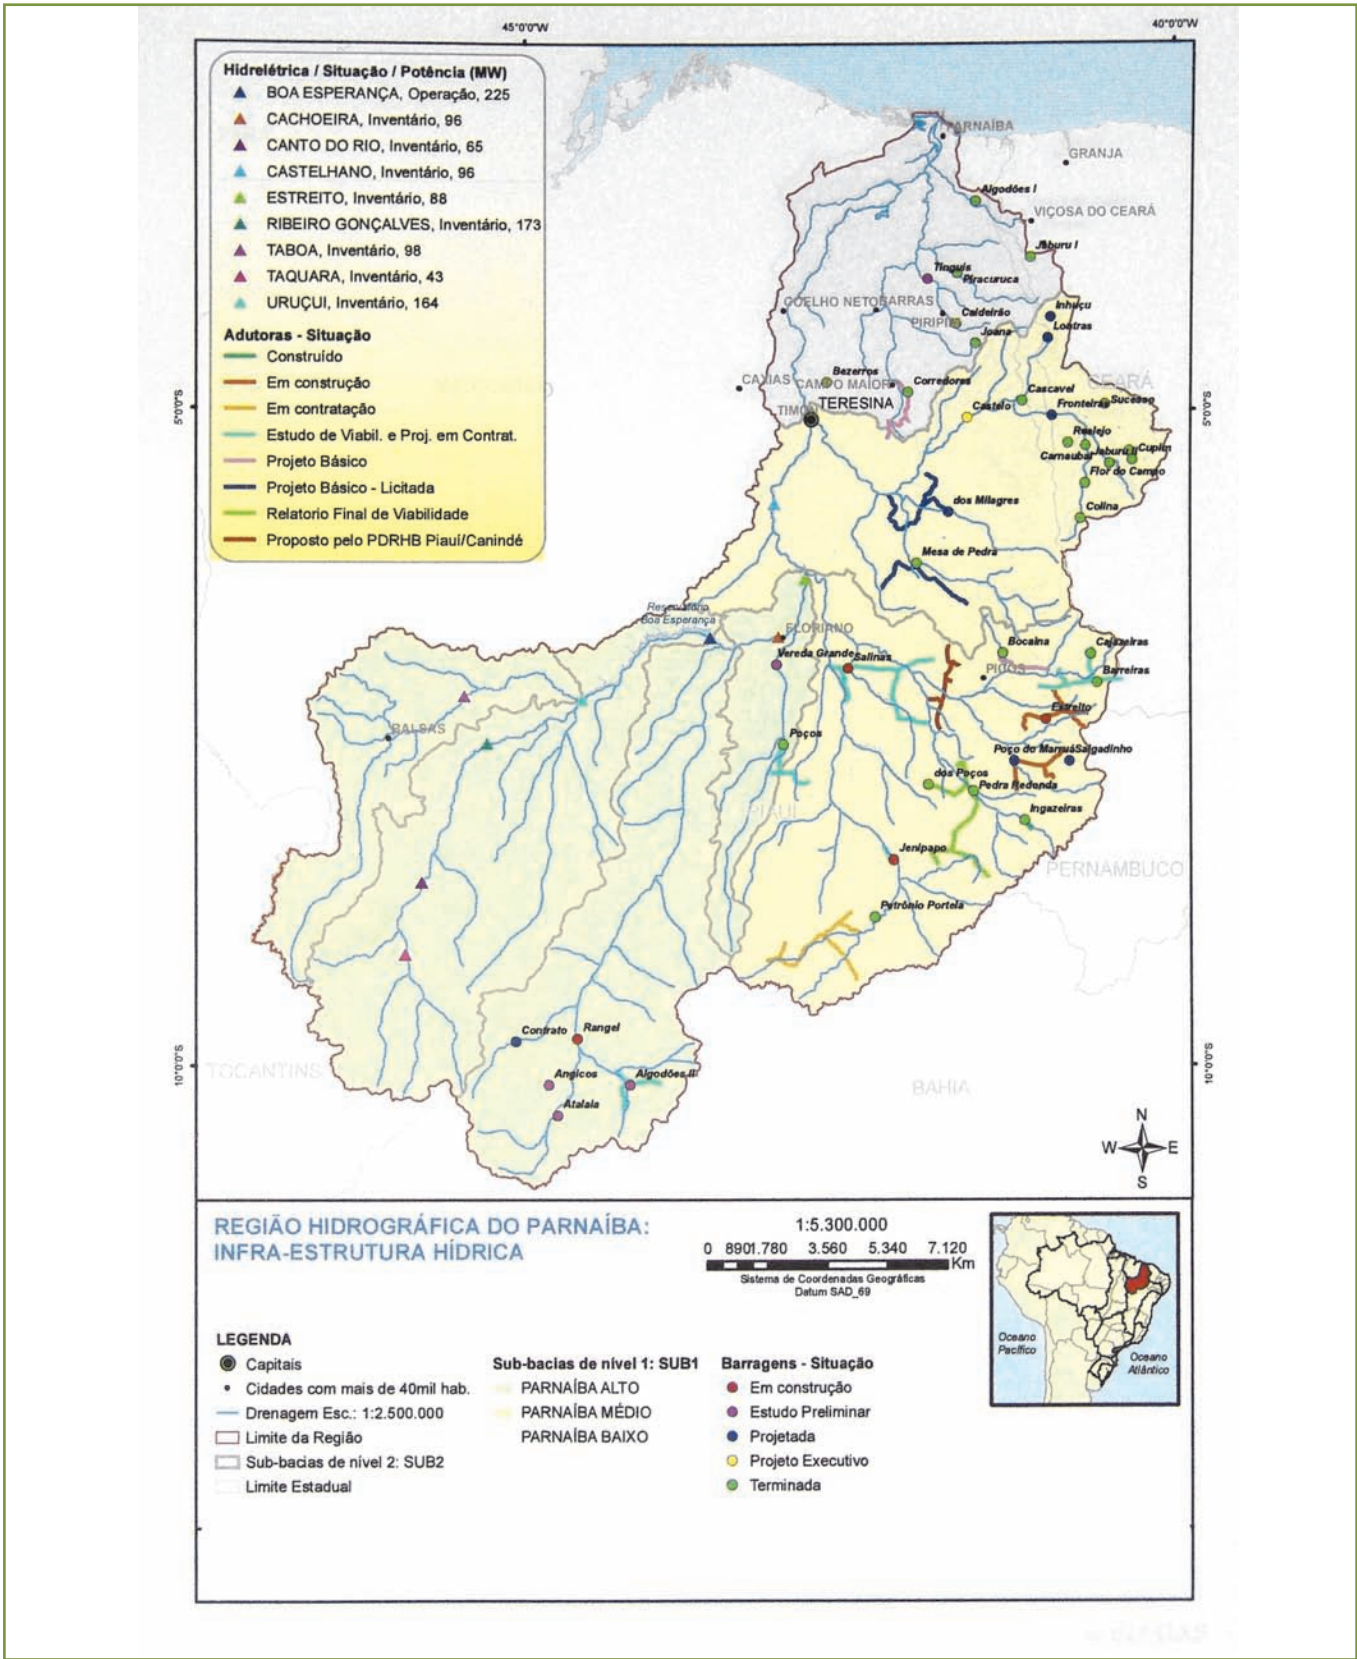 45°0'0"W
40°0'0"W
Hidrelétrica / Situação / Potência (MW)
BOA ESPERANÇA, Operação, 225
CACHOEIRA, Inventário, 96
CANTO DO RIO, Inventário, 65
CASTELHANO, Inventário, 96
ESTREITO, Inventário, 88
RIBEIRO GONÇALVES, Inventário, 173
TABOA, Inventário, 98
TAQUARA, Inventário, 43
URUÇUI, Inventário, 164
Adutoras - Situação
Construído
Em construção
Em contratação
Estudo de Viabil. e Proj. em Contrat.
Projeto Básico
Projeto Básico - Licitada
Relatorio Final de Viabilidade
Proposto pelo PDRHB Piauí/Canindé
PARNAÍBA
GRANJA
Algodões I
VIÇOSA DO CEARÁ
Jaburu I
Tinguis
Piracuruca
COELHO NETO
BARRAS
Inhuçu
Caldeirão
PIRIPIRI
Lontras
Joana
Bezerros
CAXIAS
CAMPO MAIOR
Corredores
CEARÁ
Cascavel
TERESINA
Fronteiras
Sucesso
TIMON
Castelo
5°0'0"S
5°0'0"S
Realejo
Carnaubal
Jaburu II
Cupim
Flor do Campo
dos Milagres
Colina
Mesa de Pedra
Reservatório
Boa Esperança
FLORIANO
Bocaina
Cajazeiras
Vereda Grande
Salinas
PICOS
Barreiras
Estreito
BALSAS
Poços
Poço do Marruá
Salgadinho
dos Poços
Pedra Redonda
PIAUÍ
Ingazeiras
Jenipapo
PERNAMBUCO
Petrônio Portela
Contrato
Rangel
TOCANTINS
Angicos
Algodões II
10°0'0"S
10°0'0"S
BAHIA
Atalaia
N
W
E
S
REGIÃO HIDROGRÁFICA DO PARNAÍBA:
INFRA-ESTRUTURA HÍDRICA
1:5.300.000
0 890 1.780 3.560 5.340 7.120
Km
Sistema de Coordenadas Geográficas
Datum SAD_69
Oceano
Pacífico
Oceano
Atlântico
LEGENDA
Capitais
Cidades com mais de 40mil hab.
Drenagem Esc.: 1:2.500.000
Limite da Região
Sub-bacias de nível 2: SUB2
Limite Estadual
Sub-bacias de nível 1: SUB1
PARNAÍBA ALTO
PARNAÍBA MÉDIO
PARNAÍBA BAIXO
Barragens - Situação
Em construção
Estudo Preliminar
Projetada
Projeto Executivo
Terminada